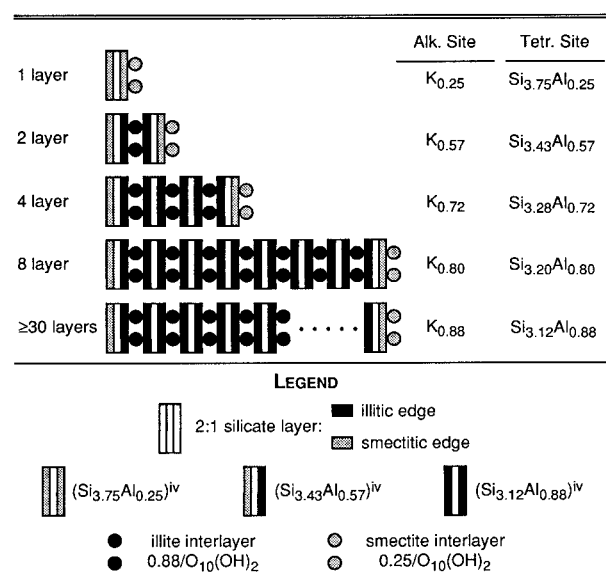 Alk. Site Tetr. Site
1 layer K0.25 Si3.75Al0.25
2 layer K0.57 Si3.43Al0.57
4 layer K0.72 Si3.28Al0.72
8 layer K0.80 Si3.20Al0.80
≥30 layers K0.88 Si3.12Al0.88
LEGEND
2:1 silicate layer: illitic edge
smectitic edge
(Si3.75Al0.25)iv (Si3.43Al0.57)iv (Si3.12Al0.88)iv
illite interlayer smectite interlayer
0.88/O10(OH)2 0.25/O10(OH)2